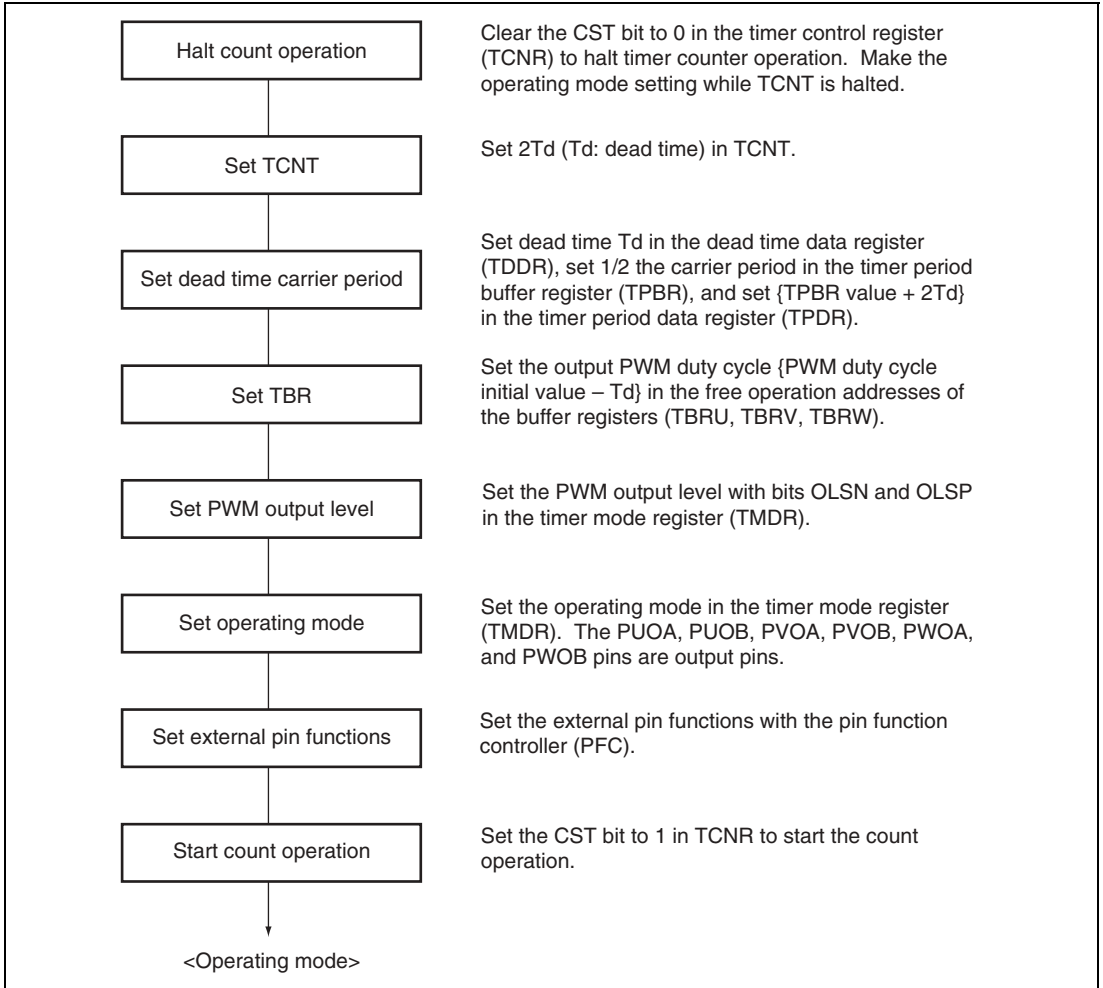 Halt count operation
Clear the CST bit to 0 in the timer control register
(TCNR) to halt timer counter operation. Make the
operating mode setting while TCNT is halted.
Set TCNT
Set 2Td (Td: dead time) in TCNT.
Set dead time carrier period
Set dead time Td in the dead time data register
(TDDR), set 1/2 the carrier period in the timer period
buffer register (TPBR), and set {TPBR value + 2Td}
in the timer period data register (TPDR).
Set TBR
Set the output PWM duty cycle {PWM duty cycle
initial value – Td} in the free operation addresses of
the buffer registers (TBRU, TBRV, TBRW).
Set PWM output level
Set the PWM output level with bits OLSN and OLSP
in the timer mode register (TMDR).
Set operating mode
Set the operating mode in the timer mode register
(TMDR). The PUOA, PUOB, PVOA, PVOB, PWOA,
and PWOB pins are output pins.
Set external pin functions
Set the external pin functions with the pin function
controller (PFC).
Start count operation
Set the CST bit to 1 in TCNR to start the count
operation.
<Operating mode>